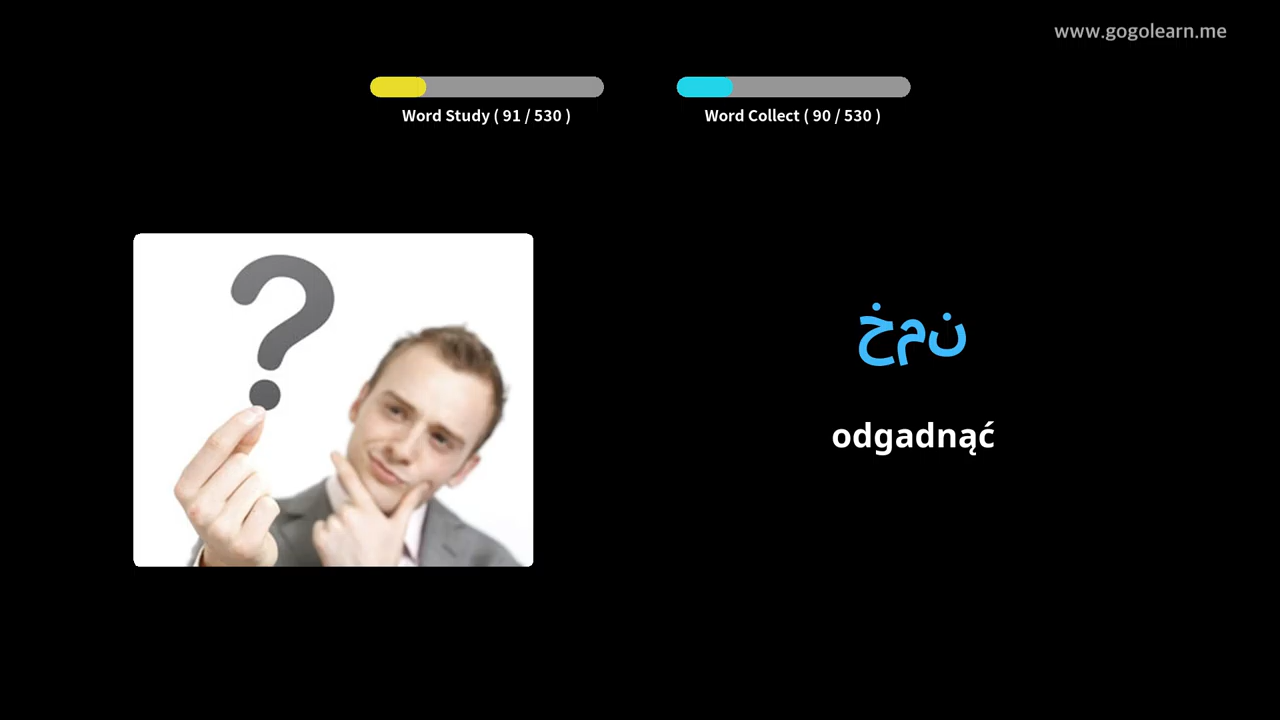 www.gogolearn.me
Word Study ( 91 / 530 )
Word Collect ( 90 / 530 )
خمن
odgadnąć